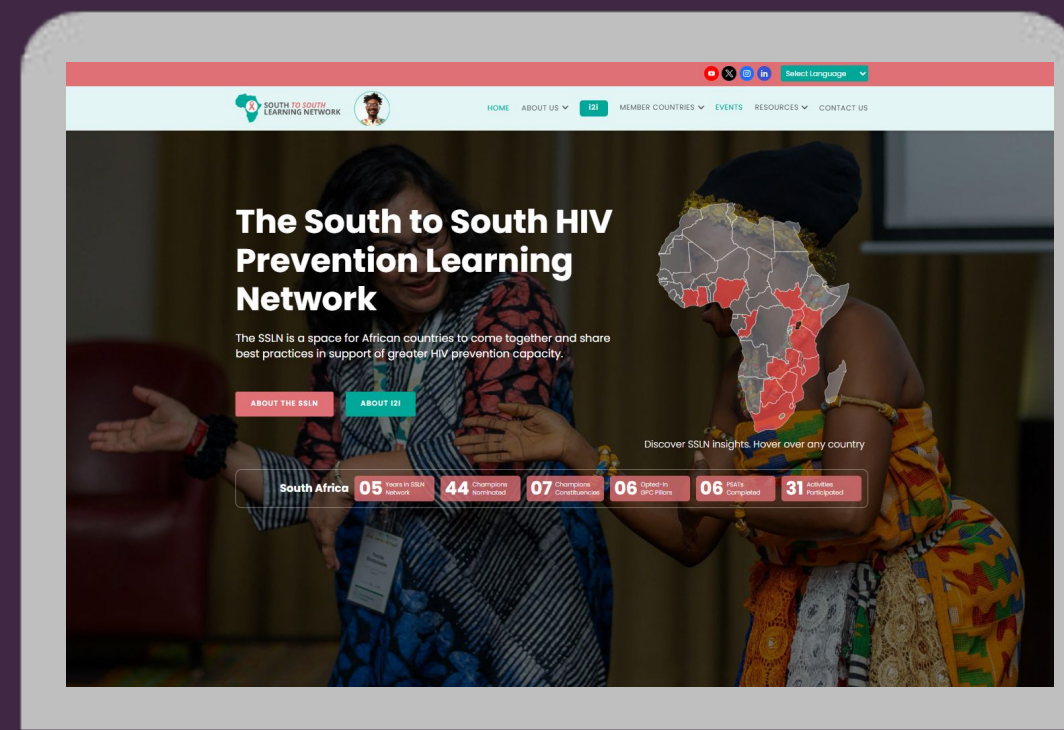 Select Language
SOUTH TO SOUTH
LEARNING NETWORK
HOME ABOUT US i2i MEMBER COUNTRIES EVENTS RESOURCES CONTACT US
The South to South HIV
Prevention Learning
Network
The SSLN is a space for African countries to come together and share
best practices in support of greater HIV prevention capacity.
ABOUT THE SSLN ABOUT I2I
Discover SSLN insights. Hover over any country
South Africa 05 Years in SSLN Network 44 Champions Nominated 07 Champions Constituencies 06 Opted-in GPC Pillars 06 PSATs Completed 31 Activities Participated